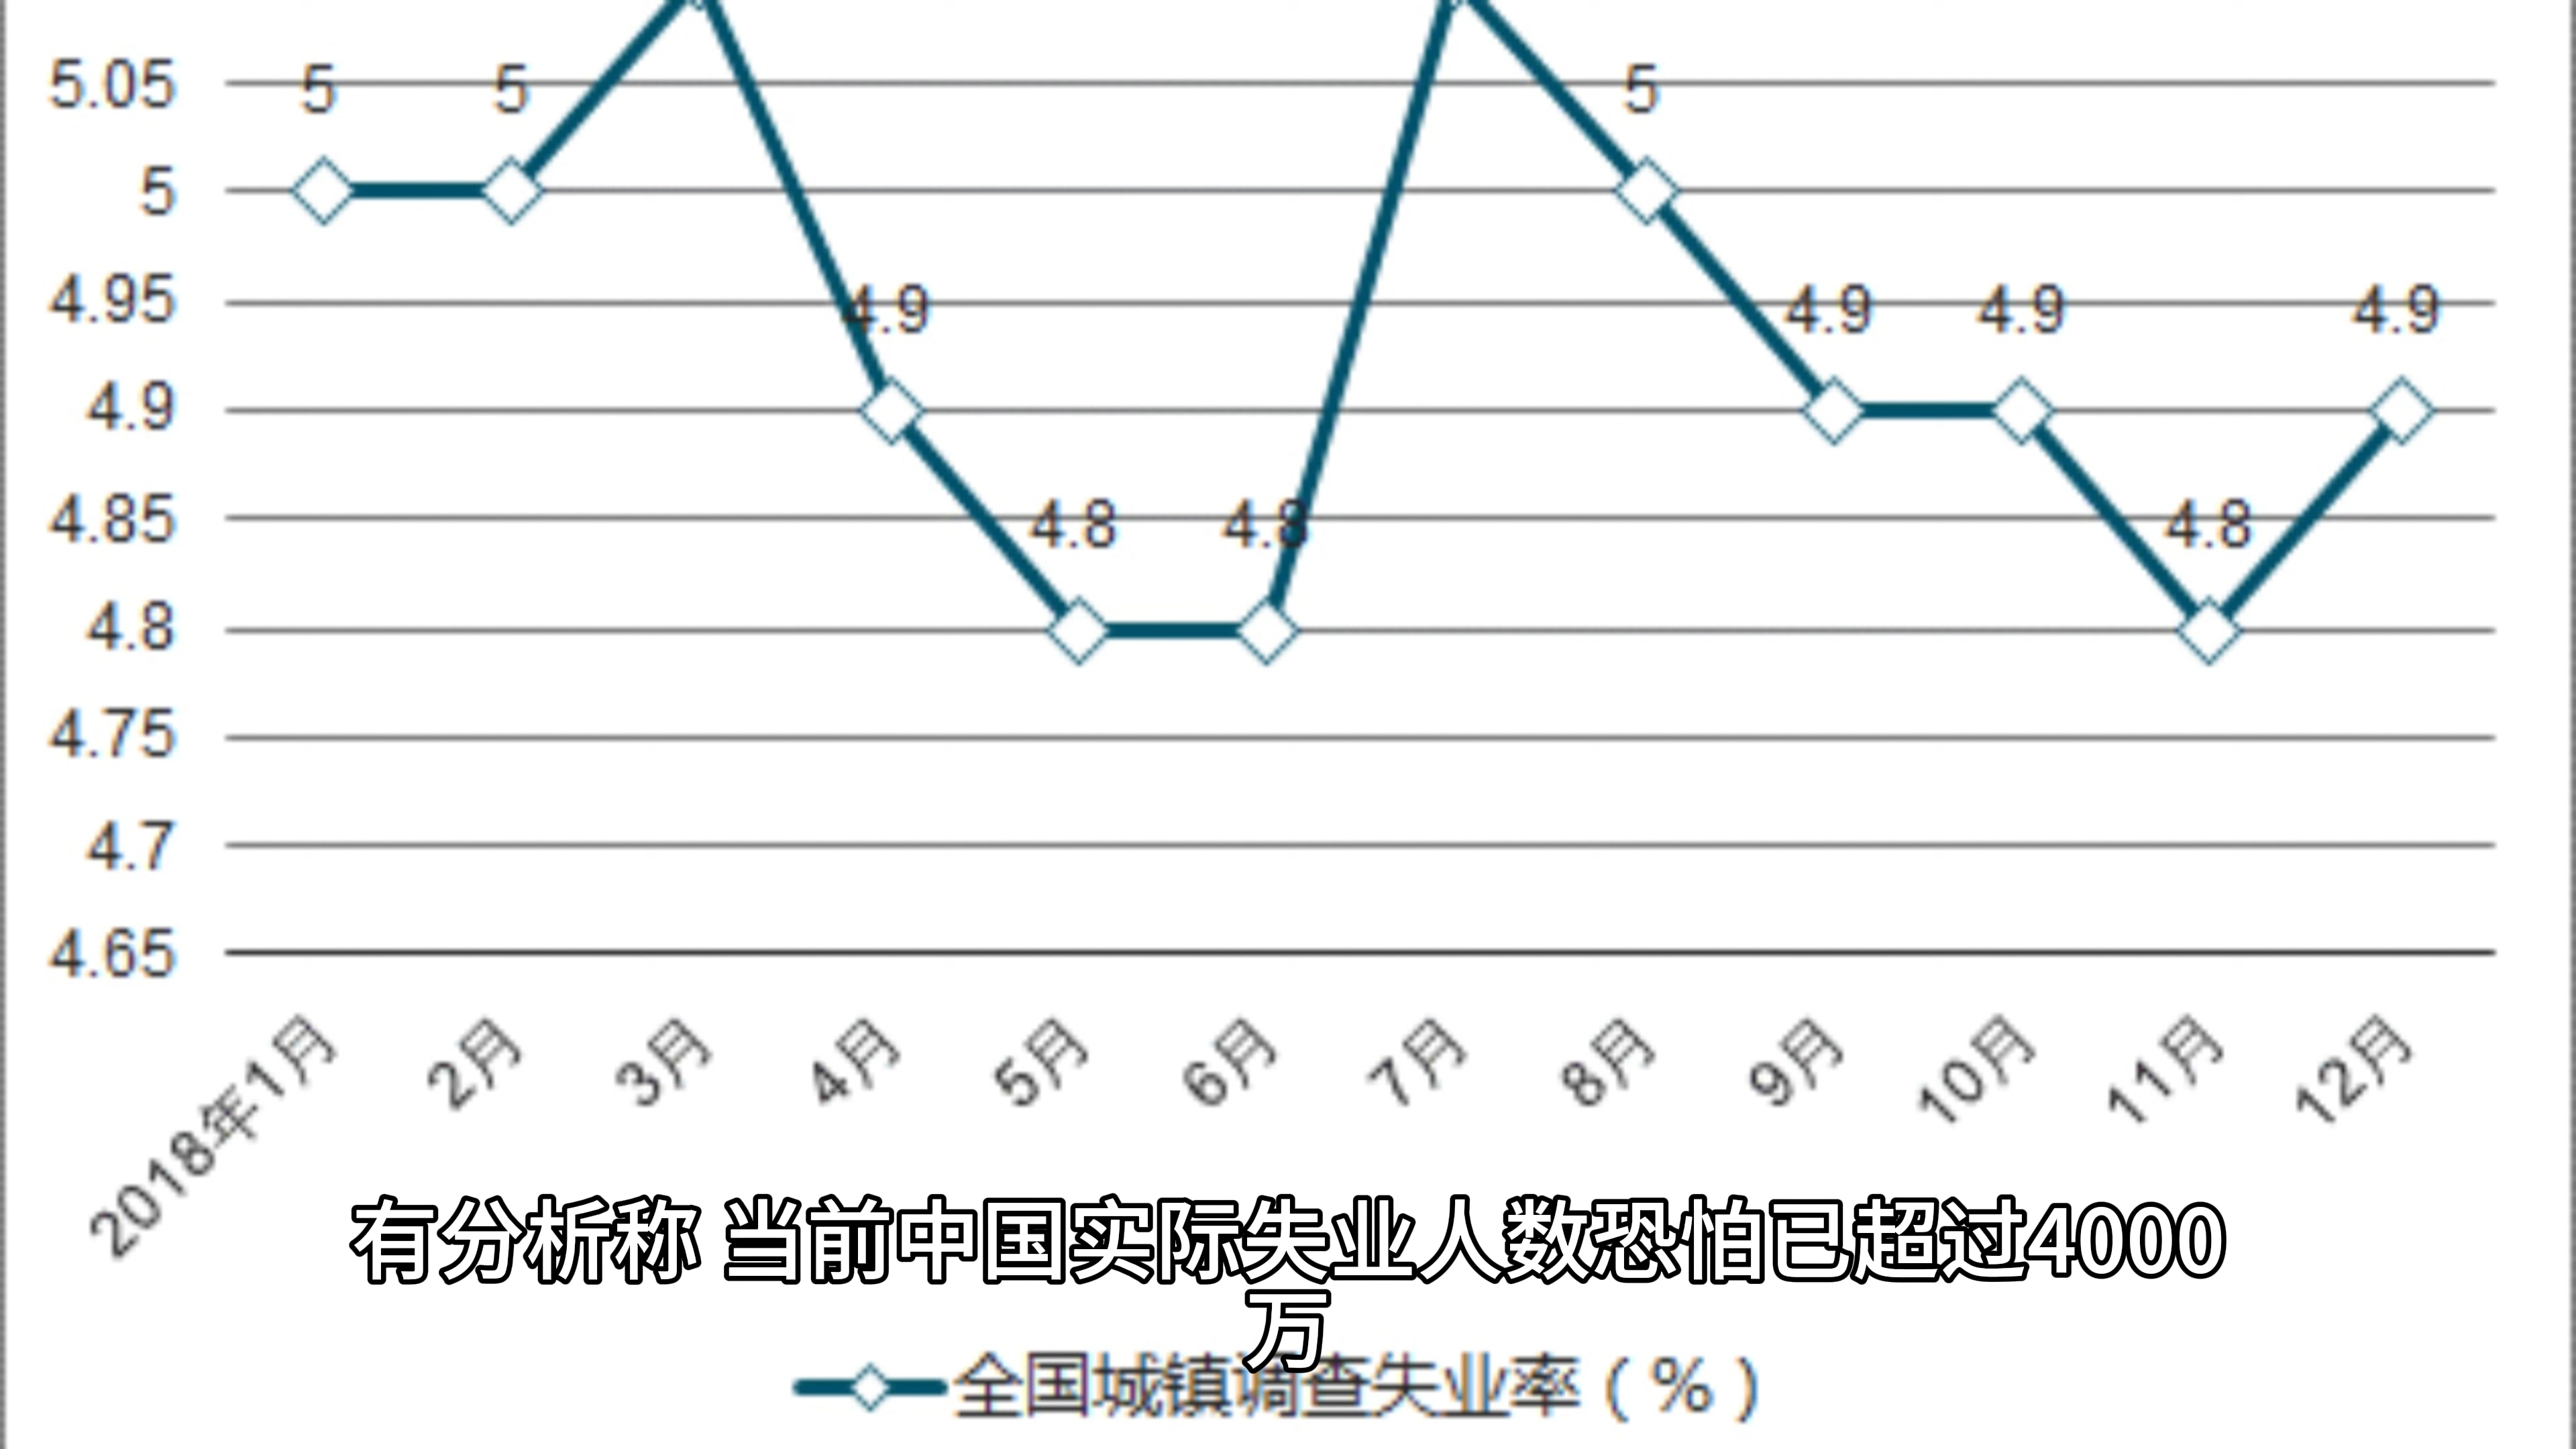 5.05
5
5
5
5
4.95
4.9
4.9
4.9
4.9
4.9
4.85
4.8
4.8
4.8
4.8
4.75
4.7
4.65
2018年1月
2月
3月
4月
5月
6月
7月
8月
9月
10月
11月
12月
有分析称 当前中国实际失业人数恐怕已超过4000
万
全国城镇调查失业率(%)